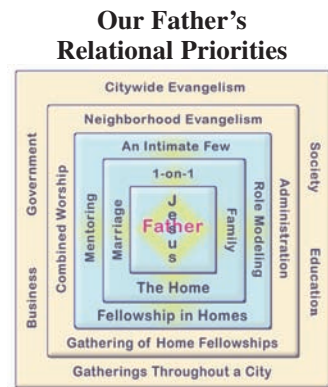 Our Father's
Relational Priorities
Citywide Evangelism
Neighborhood Evangelism
An Intimate Few
1-on-1
Jesus
Father
Government
Business
Combined Worship
Mentoring
Marriage
Family
Role Modeling
Administration
Society
Education
The Home
Fellowship in Homes
Gathering of Home Fellowships
Gatherings Throughout a City